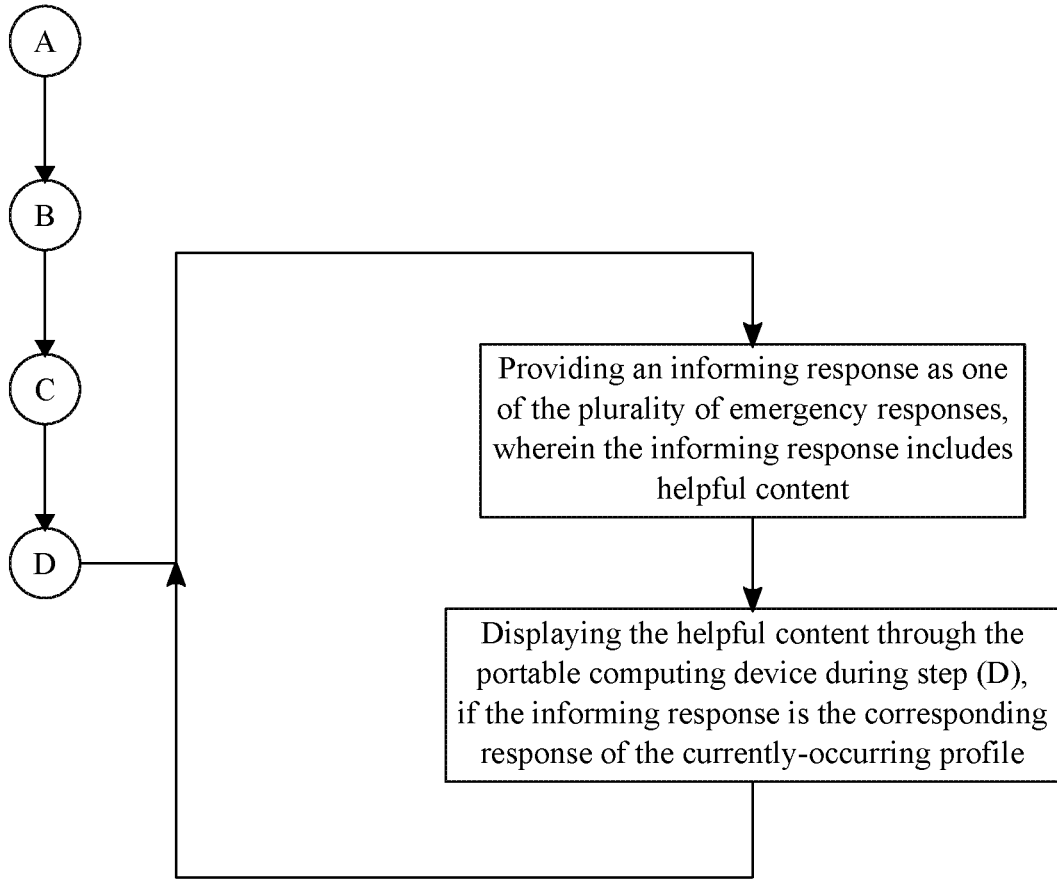 A
B
C
D
Providing an informing response as one
of the plurality of emergency responses,
wherein the informing response includes
helpful content
Displaying the helpful content through the
portable computing device during step (D),
if the informing response is the corresponding
response of the currently-occurring profile